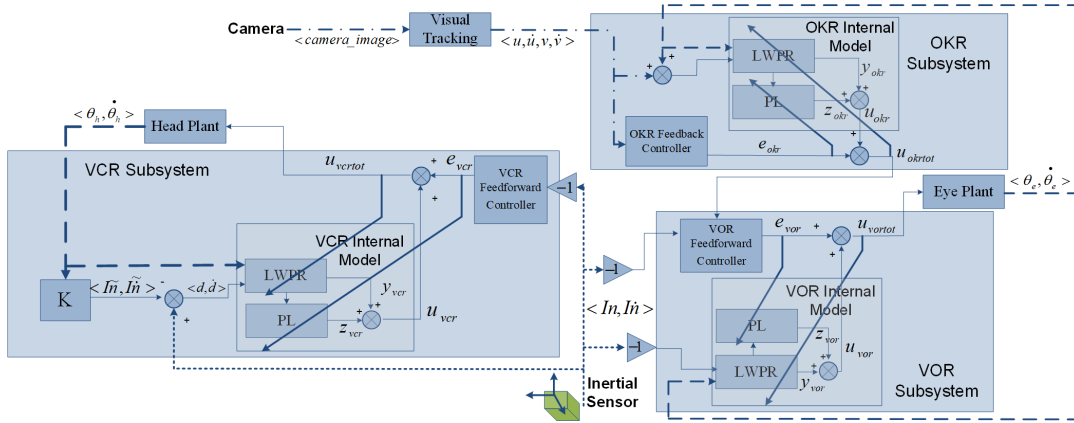 Camera
<camera_image>
Visual
Tracking
<u, u̇, v, v̇>
OKR Internal
Model
OKR
Subsystem
LWPR
PL
y_okr
z_okr
u_okr
+
+
+
+
+
+
OKR Feedback
Controller
e_okr
u_okrtot
<θ_h, θ̇_h>
Head Plant
VCR Subsystem
u_vcrtot
e_vcr
+
+
VCR
Feedforward
Controller
−1
VCR Internal
Model
LWPR
PL
y_vcr
z_vcr
u_vcr
+
+
K
<Iñ, İñ>
-
+
<d, ḋ>
Inertial
Sensor
<In, İn>
−1
−1
Eye Plant
<θ_e, θ̇_e>
VOR
Feedforward
Controller
e_vor
u_vortot
+
+
VOR Internal
Model
PL
LWPR
z_vor
y_vor
u_vor
+
+
VOR
Subsystem